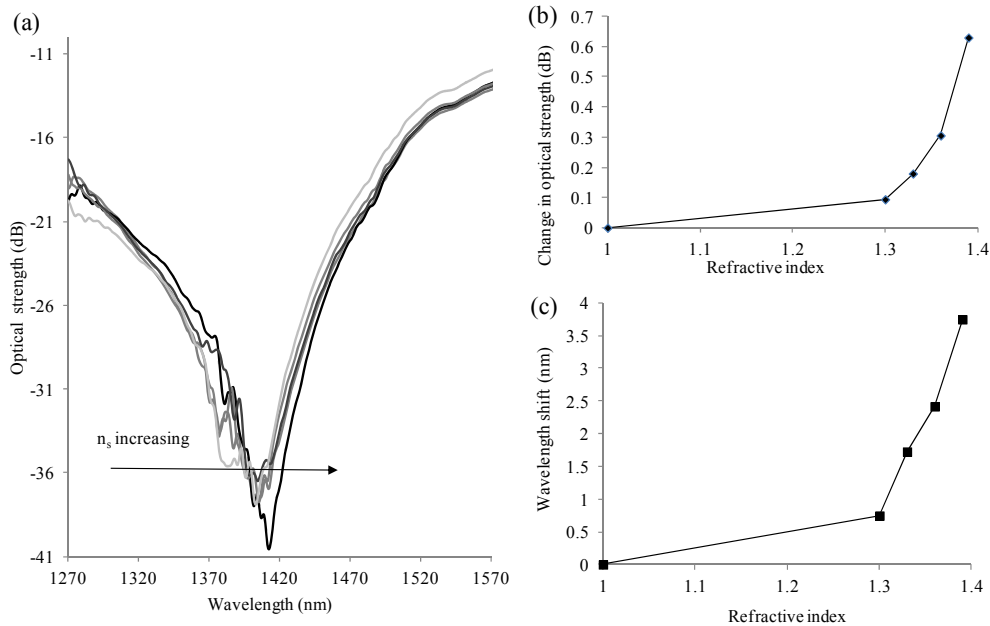 (a)
-11
-16
-21
-26
-31
-36
-41
Optical strength (dB)
n_s increasing
1270 1320 1370 1420 1470 1520 1570
Wavelength (nm)
(b)
0.7
0.6
0.5
0.4
0.3
0.2
0.1
0
Change in optical strength (dB)
1 1.1 1.2 1.3 1.4
Refractive index
(c)
4
3.5
3
2.5
2
1.5
1
0.5
0
Wavelength shift (nm)
1 1.1 1.2 1.3 1.4
Refractive index